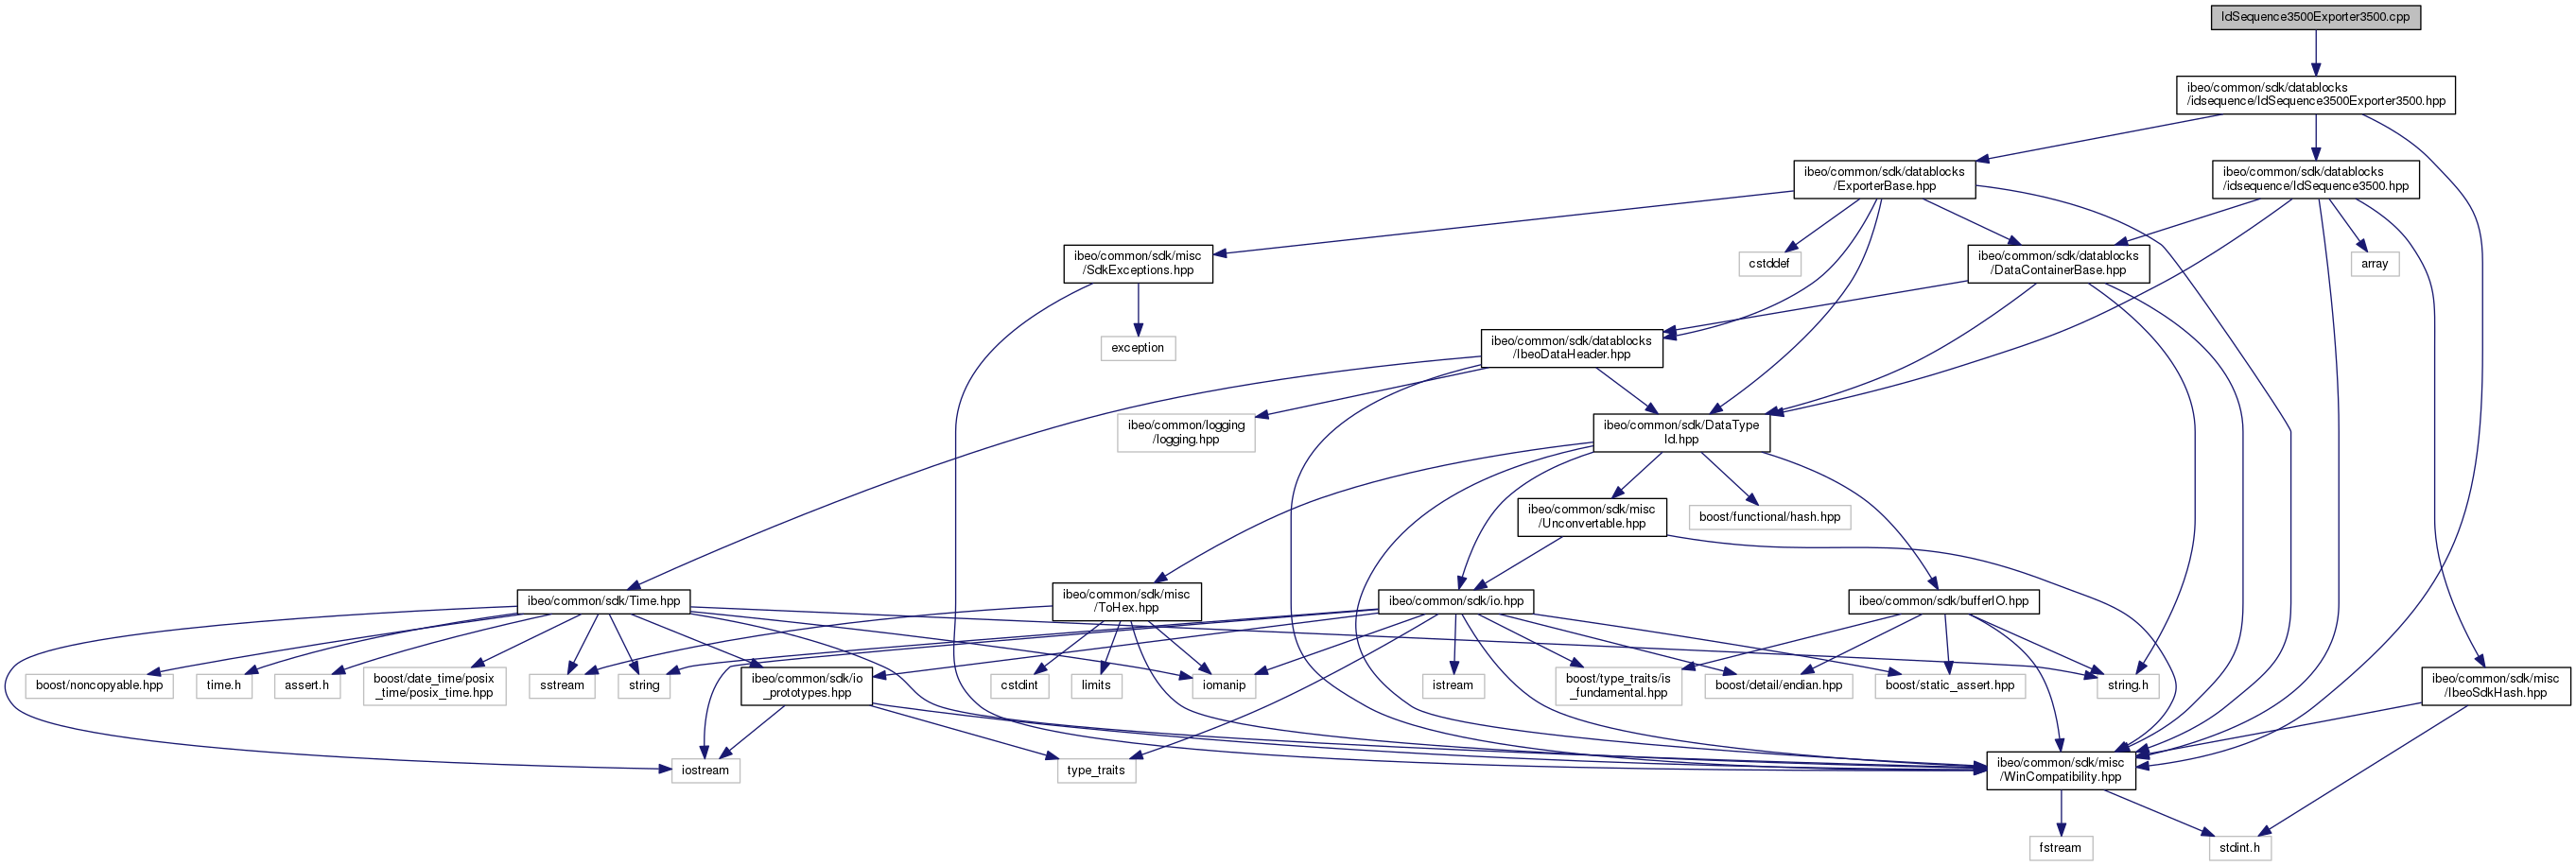 IdSequence3500Exporter3500.cpp
ibeo/common/sdk/datablocks
/idsequence/IdSequence3500Exporter3500.hpp
ibeo/common/sdk/datablocks
/ExporterBase.hpp
ibeo/common/sdk/datablocks
/idsequence/IdSequence3500.hpp
ibeo/common/sdk/misc
/SdkExceptions.hpp
cstddef
ibeo/common/sdk/datablocks
/DataContainerBase.hpp
array
exception
ibeo/common/sdk/datablocks
/IbeoDataHeader.hpp
ibeo/common/logging
/logging.hpp
ibeo/common/sdk/DataType
Id.hpp
ibeo/common/sdk/misc
/Unconvertable.hpp
boost/functional/hash.hpp
ibeo/common/sdk/Time.hpp
ibeo/common/sdk/misc
/ToHex.hpp
ibeo/common/sdk/io.hpp
ibeo/common/sdk/bufferIO.hpp
boost/noncopyable.hpp
time.h
assert.h
boost/date_time/posix
_time/posix_time.hpp
sstream
string
ibeo/common/sdk/io
_prototypes.hpp
cstdint
limits
iomanip
istream
boost/type_traits/is
_fundamental.hpp
boost/detail/endian.hpp
boost/static_assert.hpp
string.h
ibeo/common/sdk/misc
/IbeoSdkHash.hpp
iostream
type_traits
ibeo/common/sdk/misc
/WinCompatibility.hpp
fstream
stdint.h